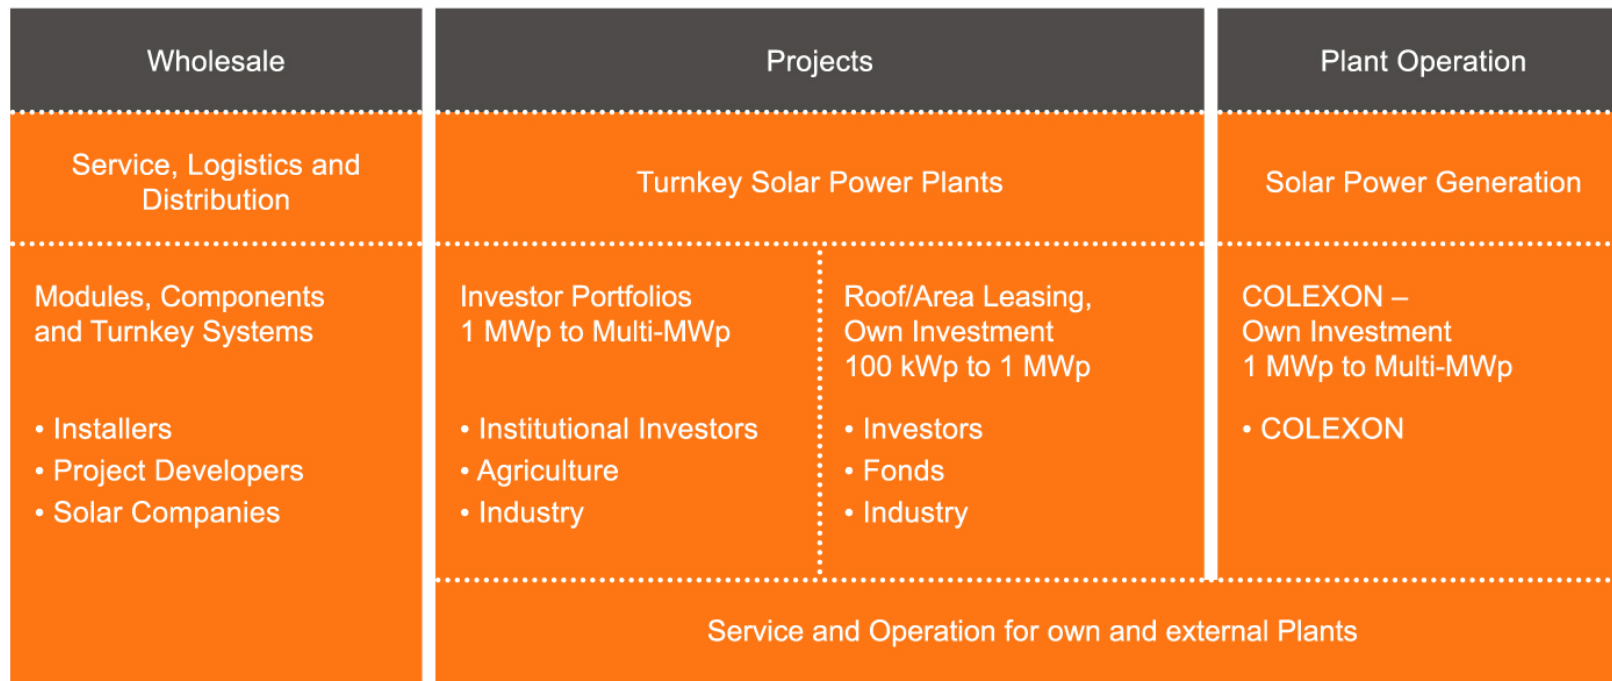 Wholesale
Projects
Plant Operation
Service, Logistics and
Distribution
Turnkey Solar Power Plants
Solar Power Generation
Modules, Components
and Turnkey Systems
• Installers
• Project Developers
• Solar Companies
Investor Portfolios
1 MWp to Multi-MWp
• Institutional Investors
• Agriculture
• Industry
Roof/Area Leasing,
Own Investment
100 kWp to 1 MWp
• Investors
• Fonds
• Industry
COLEXON –
Own Investment
1 MWp to Multi-MWp
• COLEXON
Service and Operation for own and external Plants